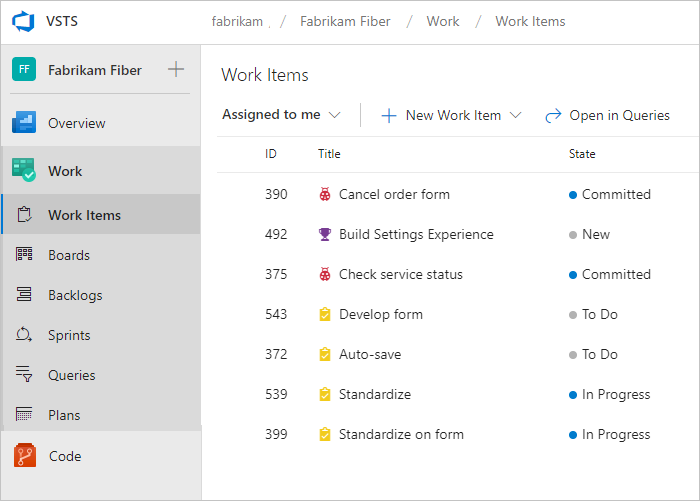 VSTS
fabrikam / Fabrikam Fiber / Work / Work Items
FF Fabrikam Fiber
Overview
Work
Work Items
Boards
Backlogs
Sprints
Queries
Plans
Code
Work Items
Assigned to me New Work Item Open in Queries
ID Title State
390 Cancel order form Committed
492 Build Settings Experience New
375 Check service status Committed
543 Develop form To Do
372 Auto-save To Do
539 Standardize In Progress
399 Standardize on form In Progress